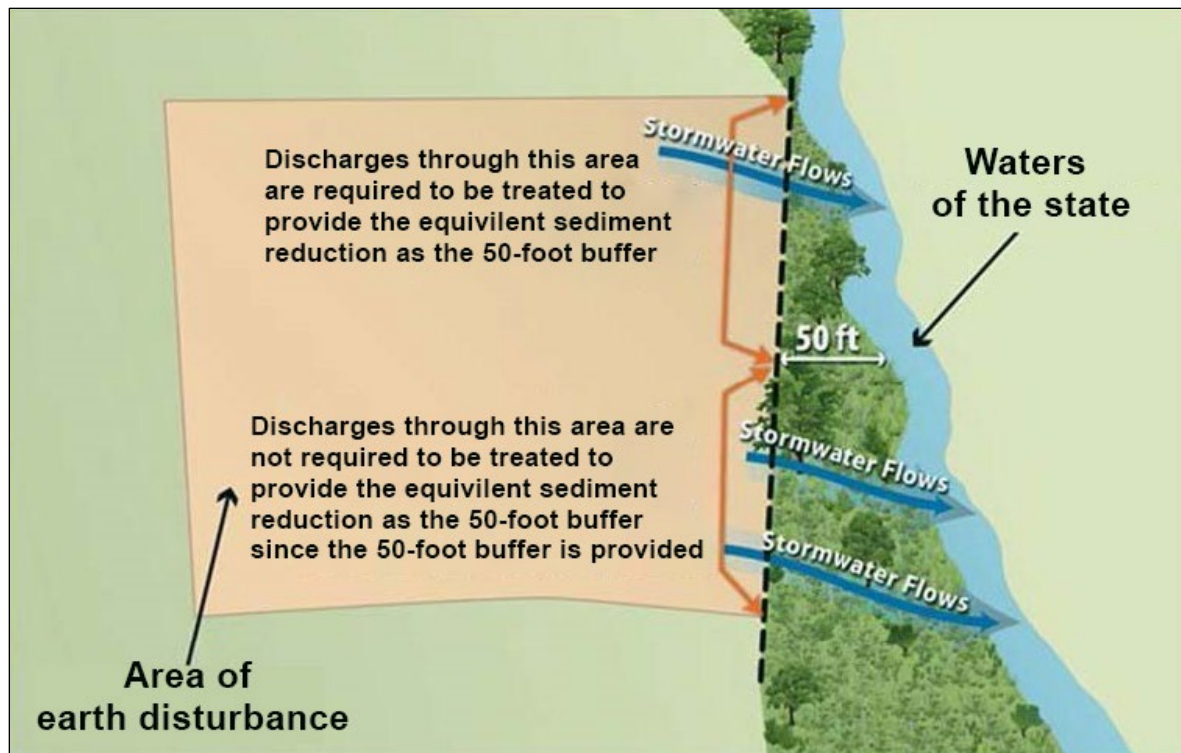 Stormwater Flows
Discharges through this area
are required to be treated to
provide the equivilent sediment
reduction as the 50-foot buffer
Waters
of the state
50 ft
Discharges through this area are
not required to be treated to
provide the equivilent sediment
reduction as the 50-foot buffer
since the 50-foot buffer is provided
Stormwater Flows
Stormwater Flows
Area of
earth disturbance